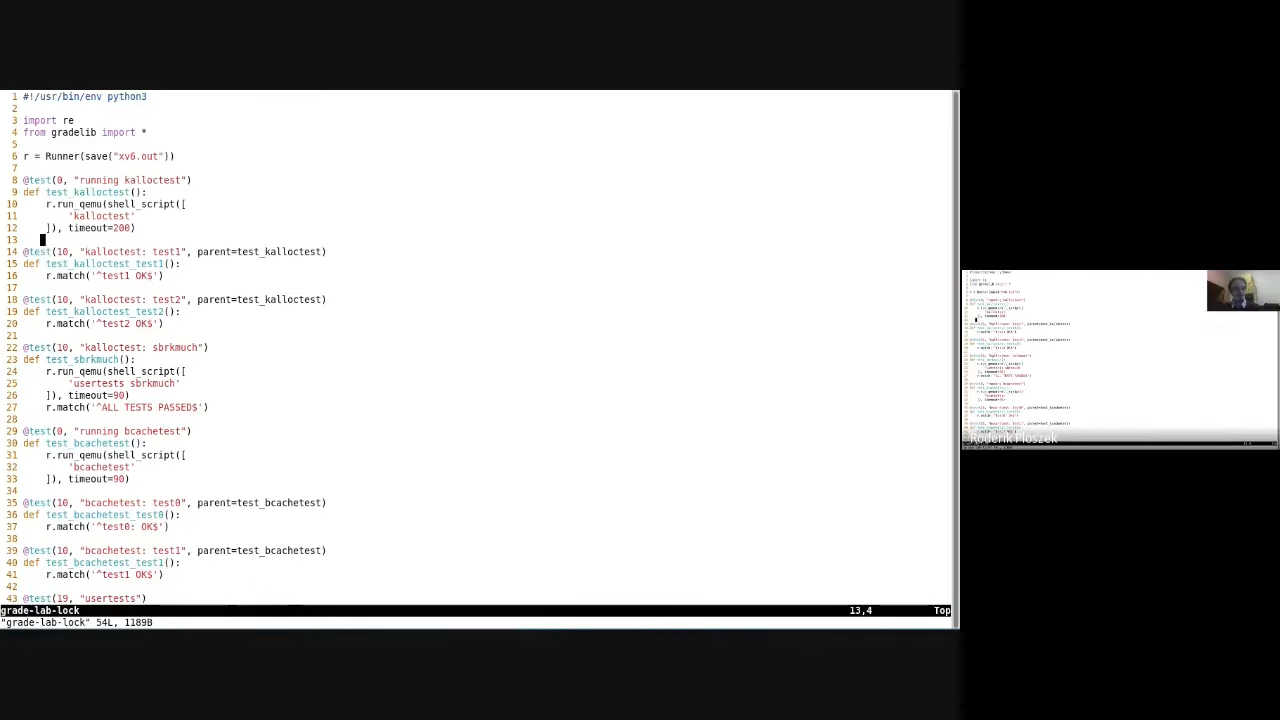 1 #!/usr/bin/env python3
2
3 import re
4 from gradelib import *
5
6 r = Runner(save("xv6.out"))
7
8 @test(0, "running kalloctest")
9 def test_kalloctest():
10     r.run_qemu(shell_script([
11         'kalloctest'
12     ]), timeout=200)
13
14 @test(10, "kalloctest: test1", parent=test_kalloctest)
15 def test_kalloctest_test1():
16     r.match('^test1 OK$')
17
18 @test(10, "kalloctest: test2", parent=test_kalloctest)
19 def test_kalloctest_test2():
20     r.match('^test2 OK$')
21
22 @test(10, "kalloctest: sbrkmuch")
23 def test_sbrkmuch():
24     r.run_qemu(shell_script([
25         'usertests sbrkmuch'
26     ]), timeout=90)
27     r.match('^ALL TESTS PASSED$')
28
29 @test(0, "running bcachetest")
30 def test_bcachetest():
31     r.run_qemu(shell_script([
32         'bcachetest'
33     ]), timeout=90)
34
35 @test(10, "bcachetest: test0", parent=test_bcachetest)
36 def test_bcachetest_test0():
37     r.match('^test0: OK$')
38
39 @test(10, "bcachetest: test1", parent=test_bcachetest)
40 def test_bcachetest_test1():
41     r.match('^test1 OK$')
42
43 @test(19, "usertests")
grade-lab-lock 13,4 Top
"grade-lab-lock" 54L, 1189B
Roderik Ploszek